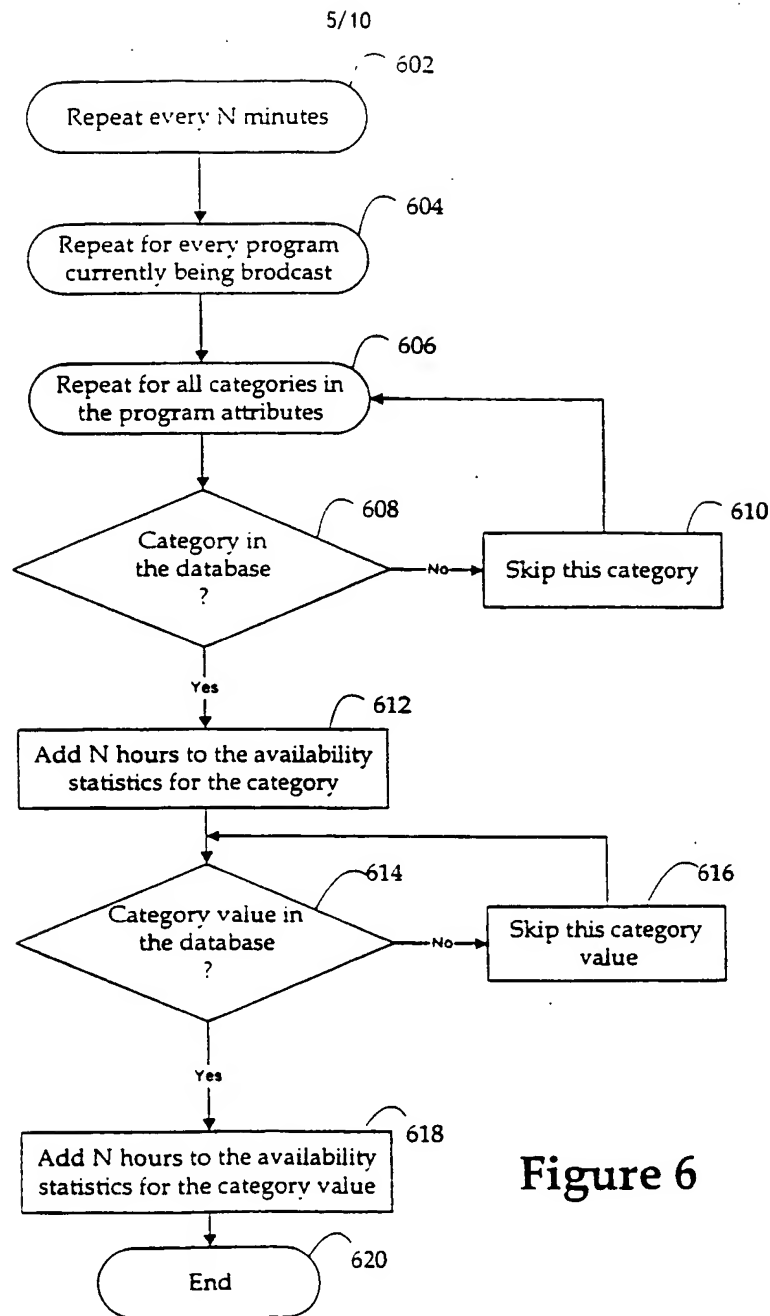 5/10
602
Repeat every N minutes
604
Repeat for every program
currently being brodcast
606
Repeat for all categories in
the program attributes
608
Category in
the database
?
No
610
Skip this category
Yes
612
Add N hours to the availability
statistics for the category
614
Category value in
the database
?
No
616
Skip this category
value
Yes
618
Add N hours to the availability
statistics for the category value
620
End
Figure 6